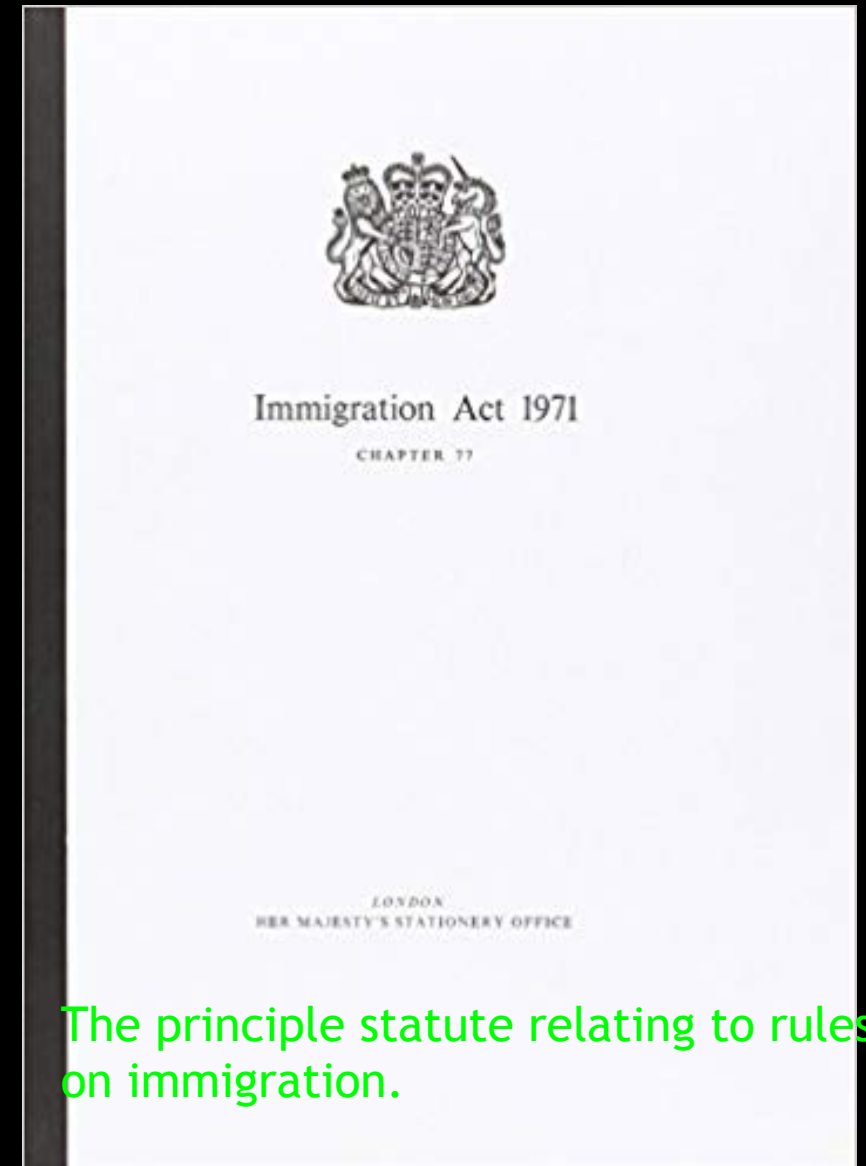 Immigration Act 1971
CHAPTER 77
LONDON
HER MAJESTY'S STATIONERY OFFICE
The principle statute relating to rules
on immigration.